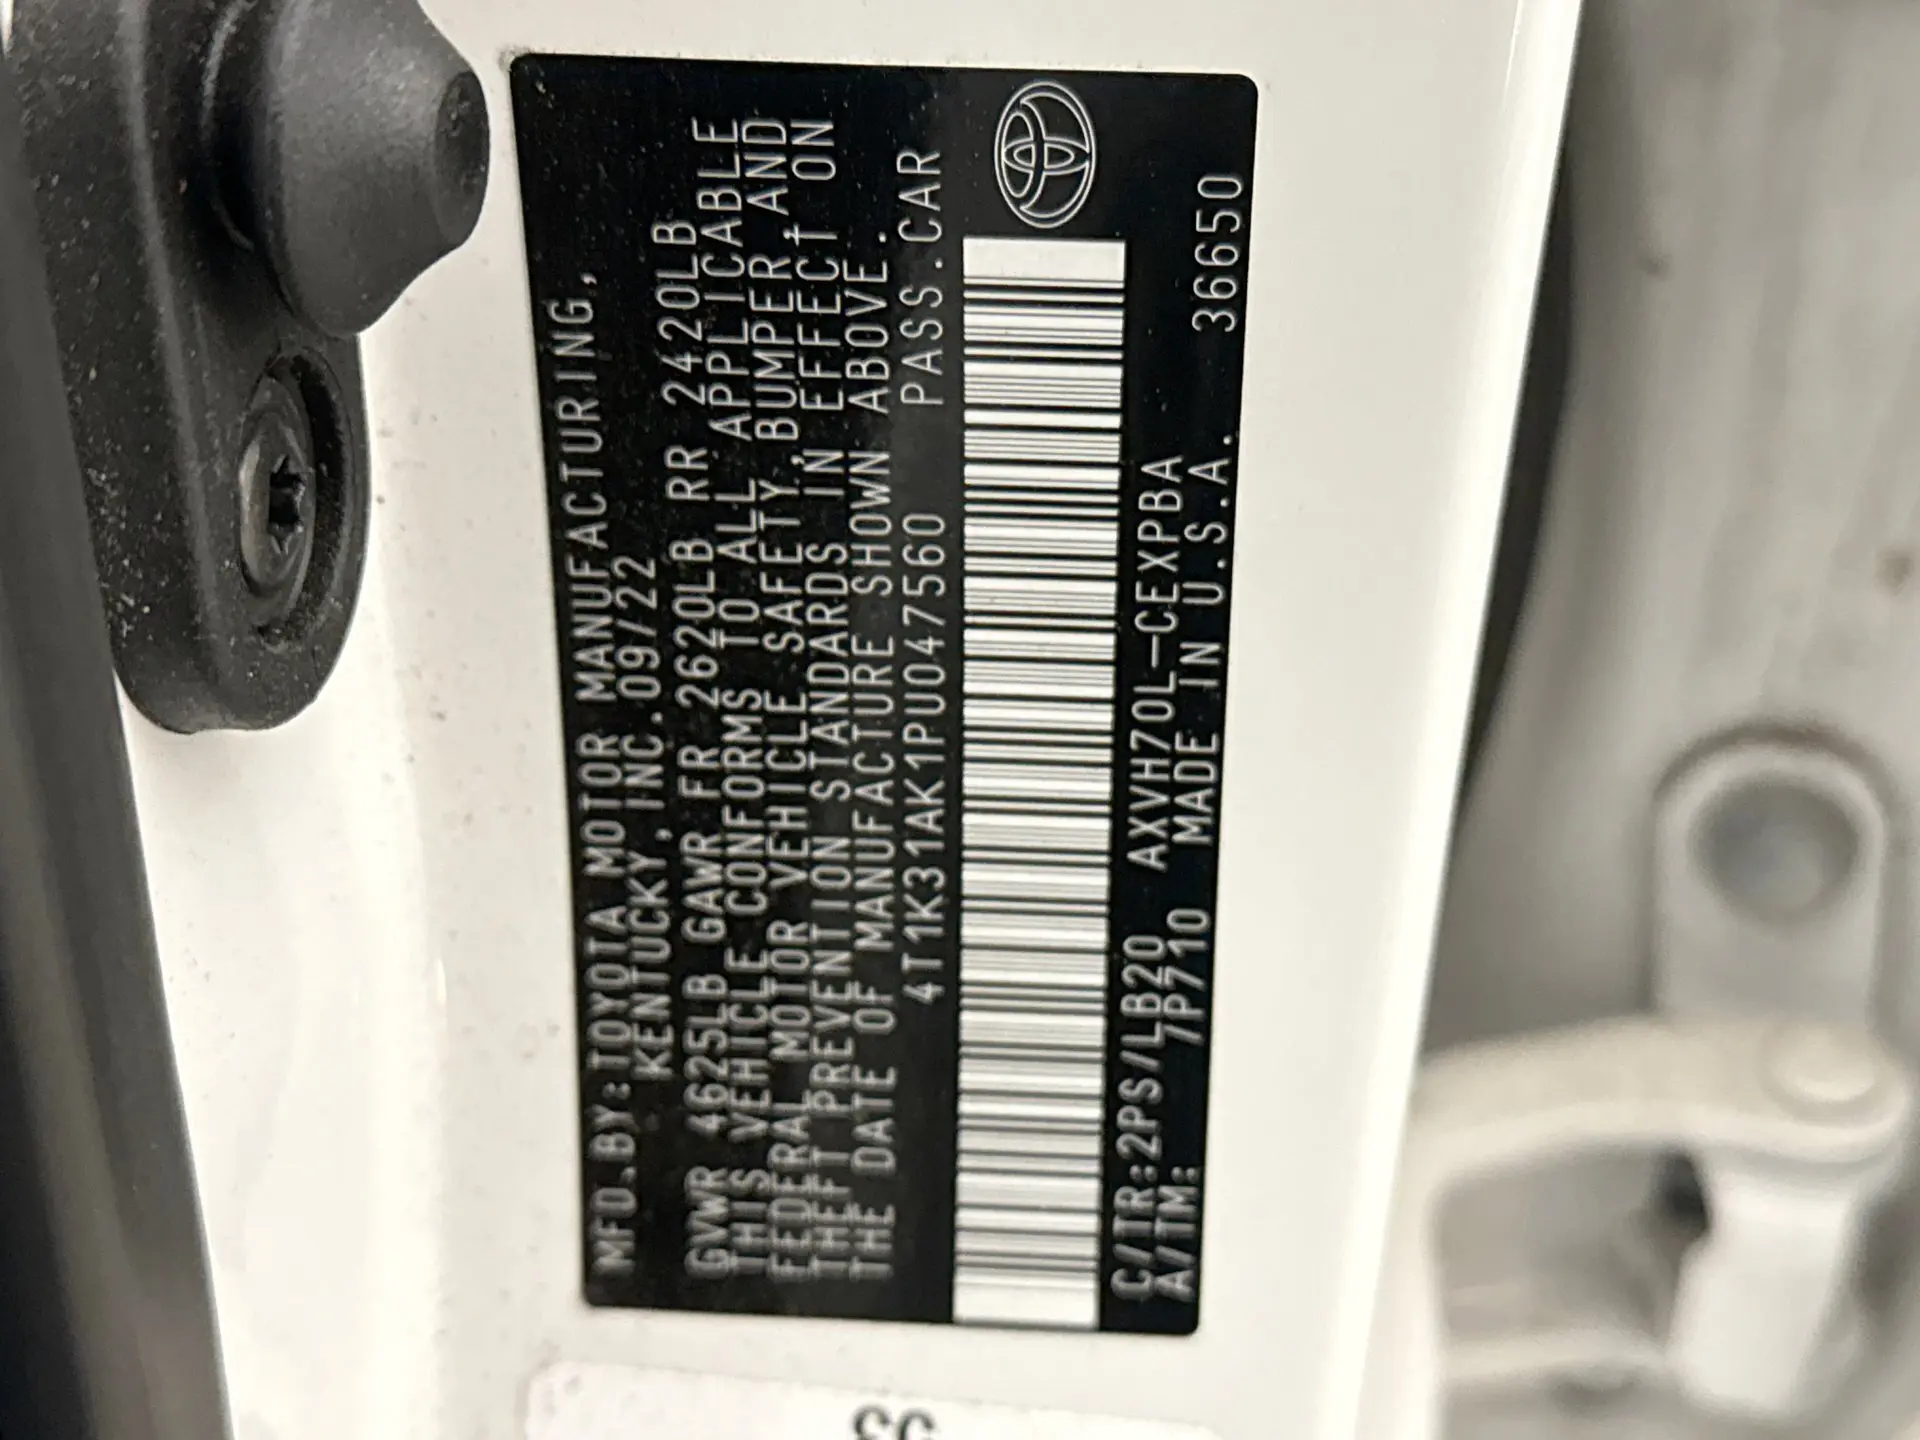 MFD.BY:TOYOTA MOTOR MANUFACTURING,
KENTUCKY,INC.09/22
GVWR 4625LB GAWR FR 2620LB RR 2420LB
THIS VEHICLE CONFORMS TO ALL APPLICABLE
FEDERAL MOTOR VEHICLE SAFETY,BUMPER,AND
THEFT PREVENTION STANDARDS IN EFFECT ON
THE DATE OF MANUFACTURE SHOWN ABOVE.
4T1K31AK1PU047560 PASS.CAR
C/TR:2PS/LB20 AXVH70L-CEXPBA
A/TM: 7P710 MADE IN U.S.A. 36650